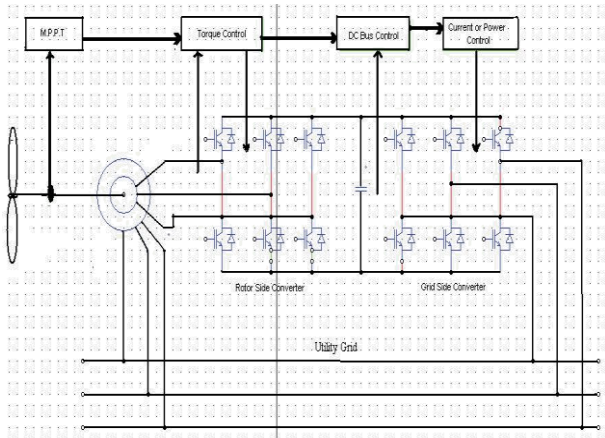 M.P.P.T
Torque Control
DC Bus Control
Current or Power
Control
Rotor Side Converter
Grid Side Converter
Utility Grid